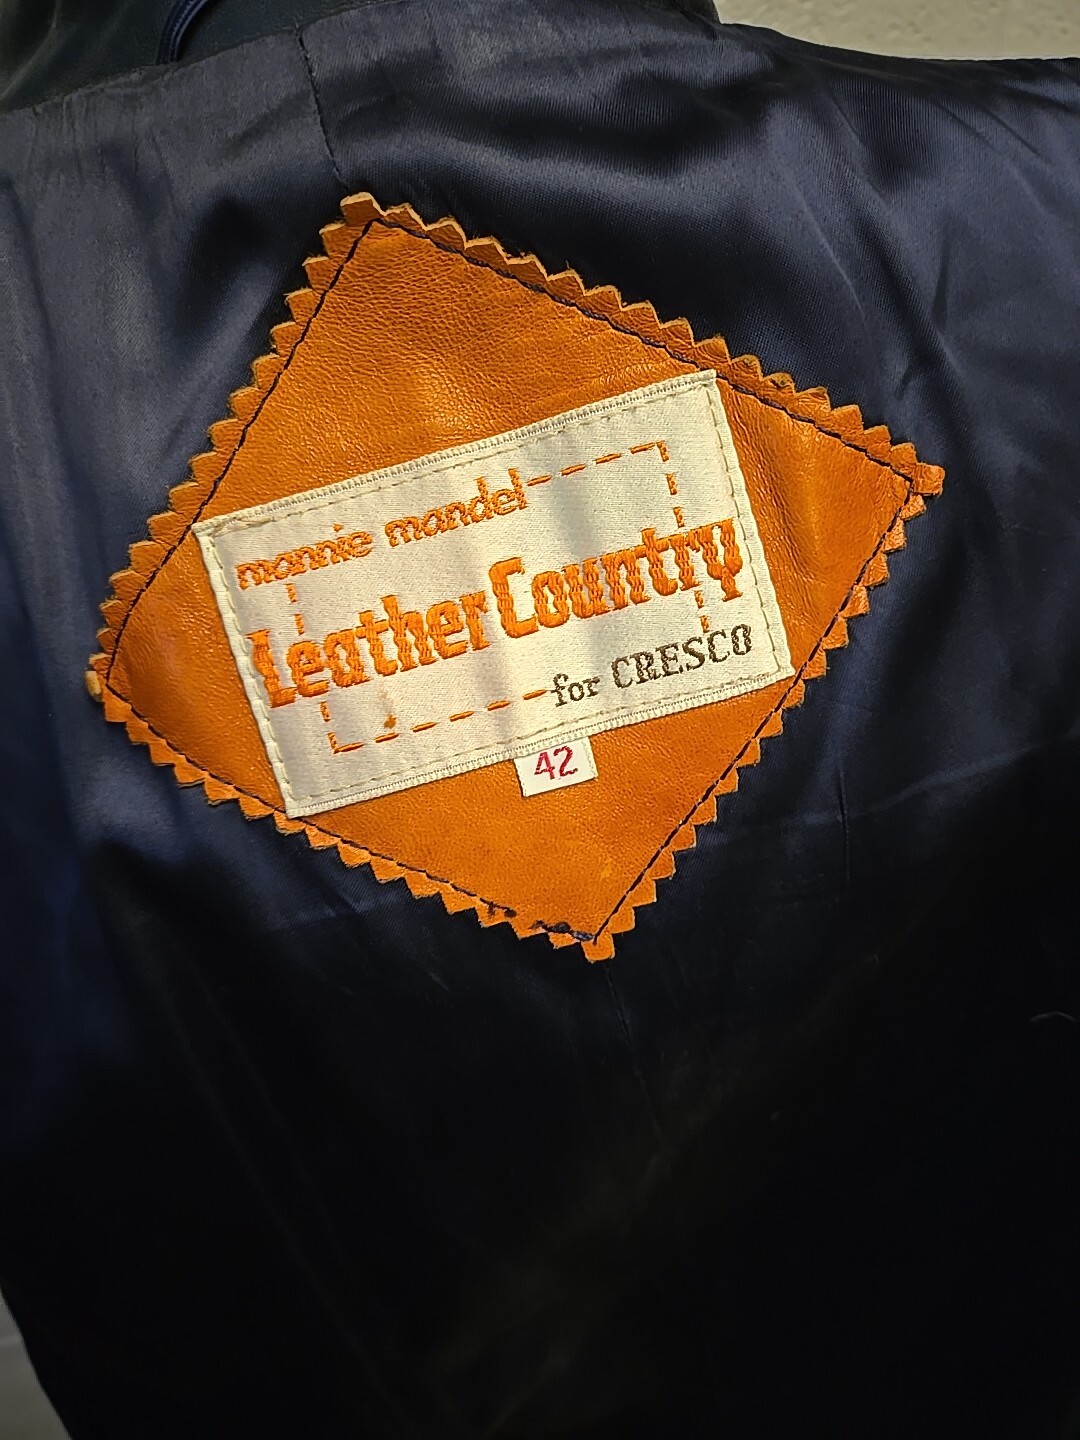 mannie mandel
Leather Country
for CRESCO
42